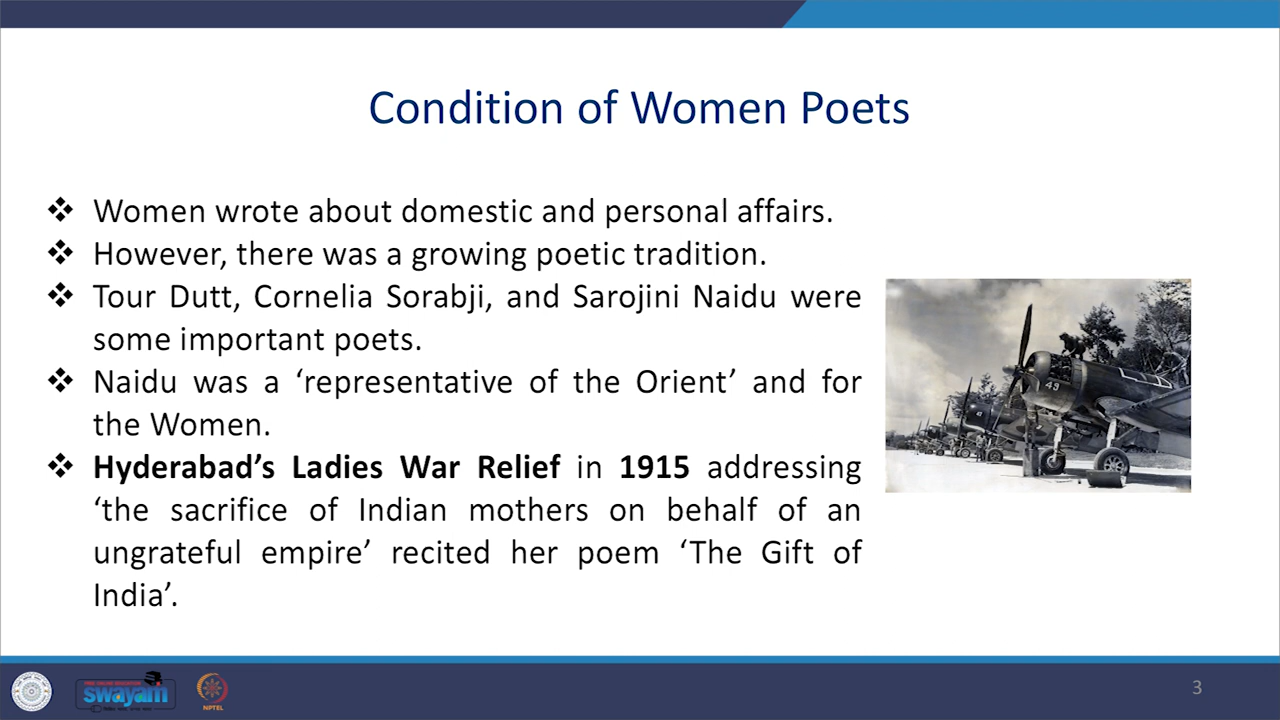 Condition of Women Poets
❖ Women wrote about domestic and personal affairs.
❖ However, there was a growing poetic tradition.
❖ Tour Dutt, Cornelia Sorabji, and Sarojini Naidu were
some important poets.
❖ Naidu was a ‘representative of the Orient’ and for
the Women.
❖ Hyderabad’s Ladies War Relief in 1915 addressing
‘the sacrifice of Indian mothers on behalf of an
ungrateful empire’ recited her poem ‘The Gift of
India’.
49
swayam
NPTEL
3